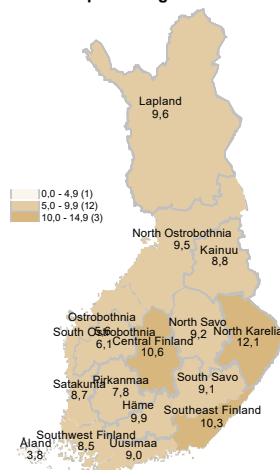 Lapland
9,6
0,0 - 4,9 (1)
5,0 - 9,9 (12)
10,0 - 14,9 (3)
North Ostrobothnia
9,5
Kainuu
8,8
Ostrobothnia
5,6
South Ostrobothnia
6,1
Central Finland
10,6
North Savo
9,2
North Karelia
12,1
Pirkanmaa
7,8
Satakunta
8,7
South Savo
9,1
Häme
9,9
Southeast Finland
10,3
Southwest Finland
8,5
Uusimaa
9,0
Åland
3,8